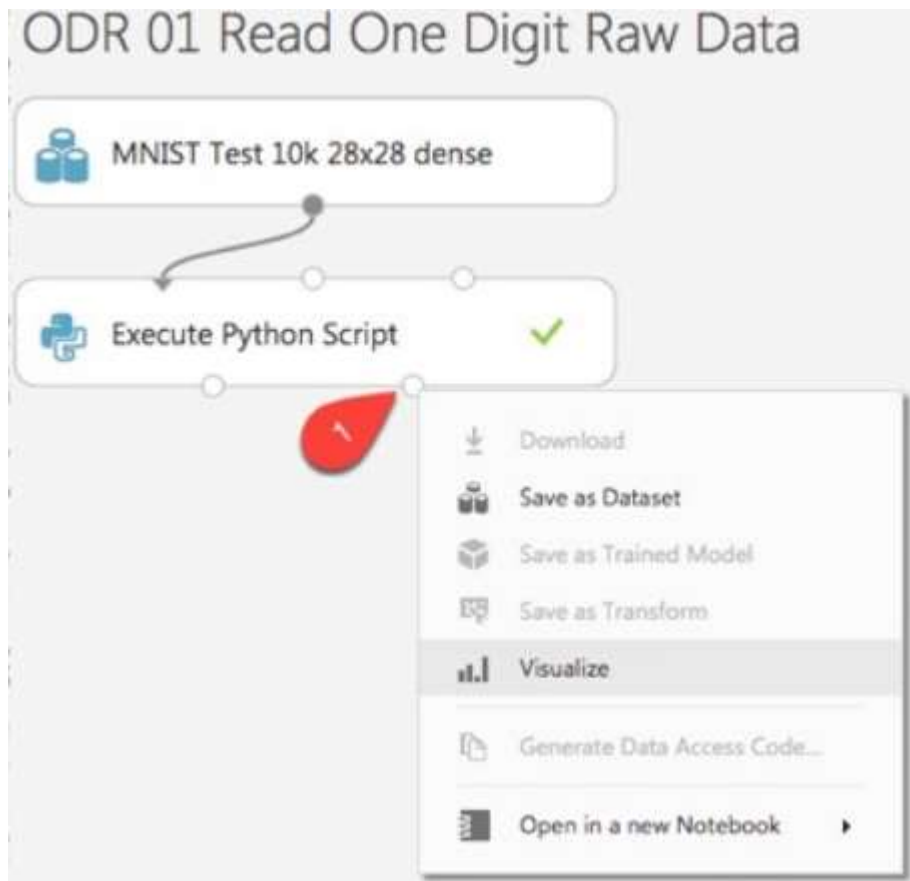 ODR 01 Read One Digit Raw Data
MNIST Test 10k 28x28 dense
Execute Python Script
Download
Save as Dataset
Save as Trained Model
Save as Transform
Visualize
Generate Data Access Code...
Open in a new Notebook